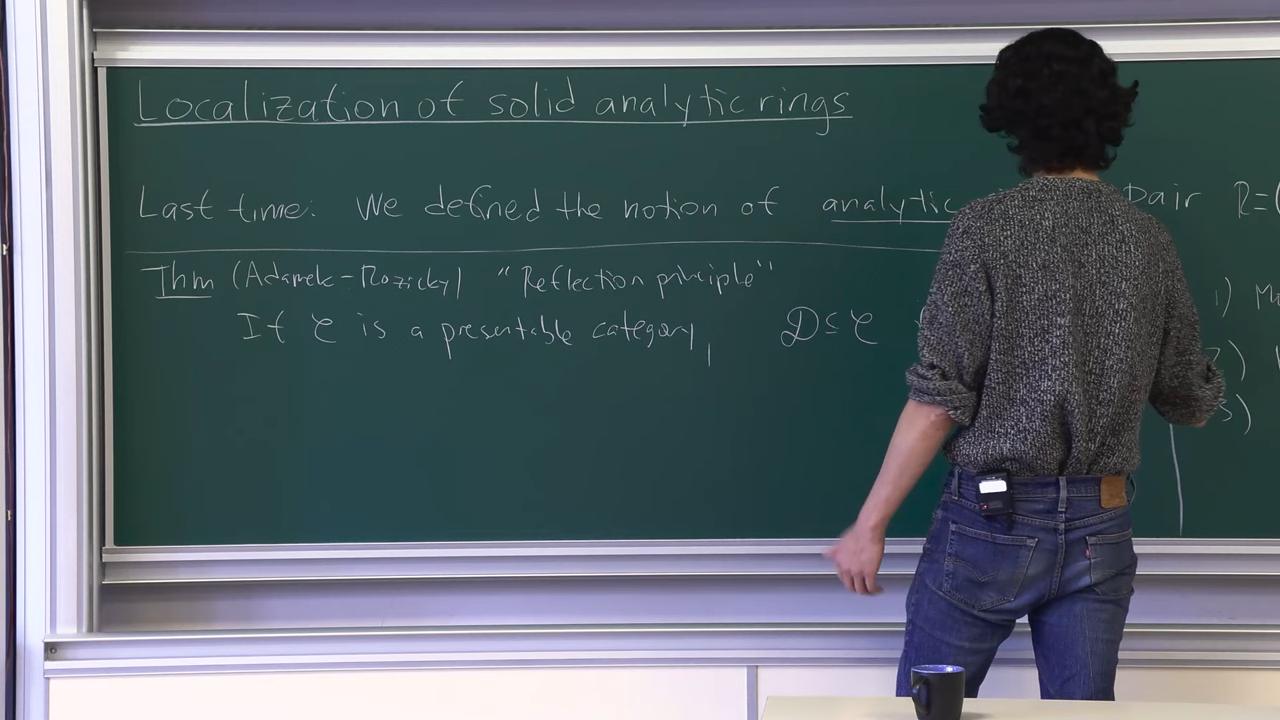 Localization of solid analytic rings
Last time: We defined the notion of analytic Pair R=(
Thm (Adamek-Rozicky) "Reflection principle"
If 𝒞 is a presentable category, 𝒟 ⊆ 𝒞
1) M
2)
3)